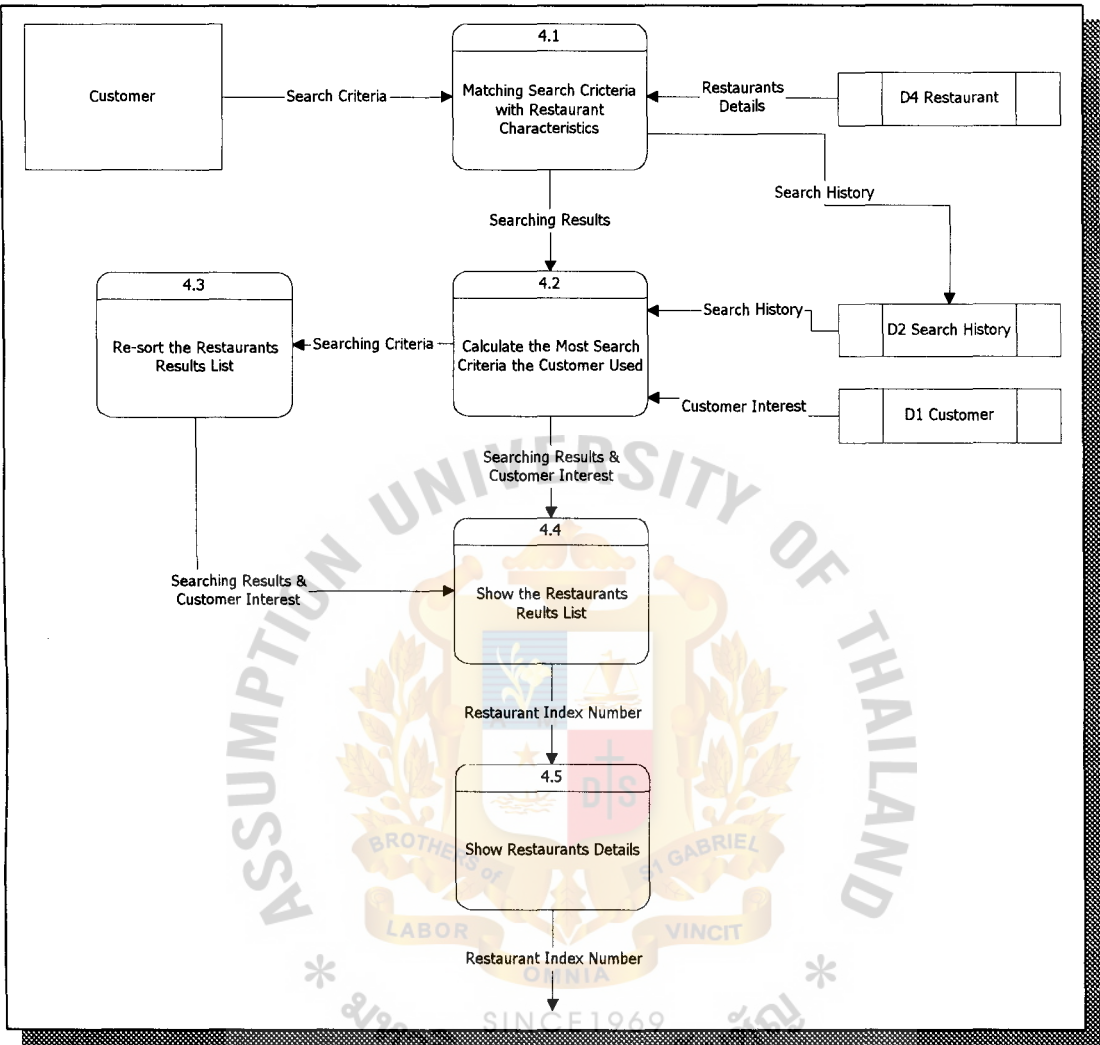 4.1
Customer
Search Criteria
Matching Search Cricteria
with Restaurant
Characteristics
Restaurants
Details
D4 Restaurant
Search History
Searching Results
4.3
4.2
Re-sort the Restaurants
Results List
Searching Criteria
Calculate the Most Search
Criteria the Customer Used
Search History
D2 Search History
Customer Interest
D1 Customer
Searching Results &
Customer Interest
4.4
Show the Restaurants
Reults List
Searching Results &
Customer Interest
Restaurant Index Number
4.5
Show Restaurants Details
Restaurant Index Number
ASSUMPTION UNIVERSITY OF THAILAND
D S
BROTHERS of
ST GABRIEL
LABOR
VINCIT
OMNIA
SINCE1969